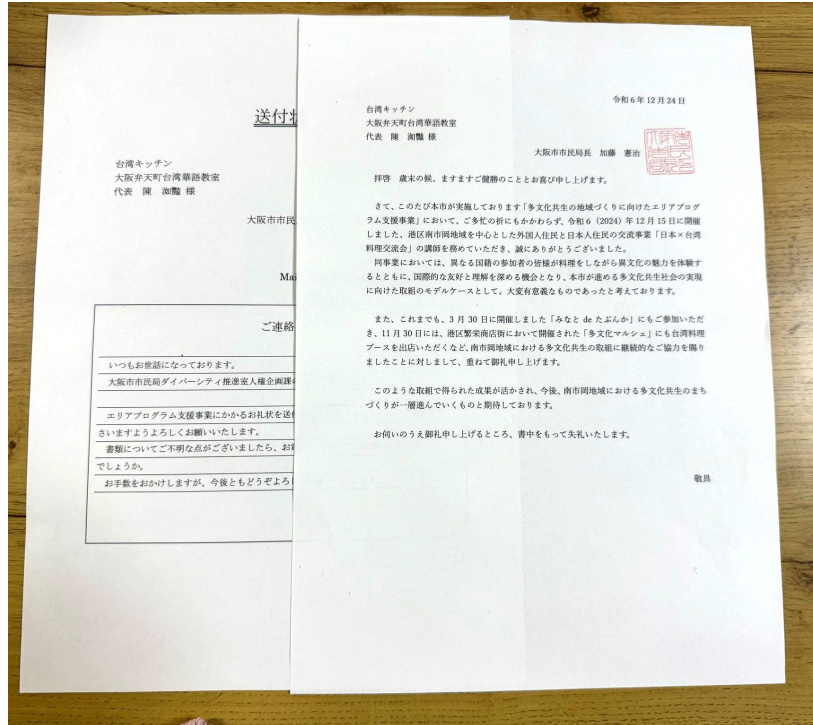 送付状
台湾キッチン
大阪弁天町台湾華語教室
代表 陳 洳豔 様
大阪市市民
Mai
ご連絡
いつもお世話になっております。
大阪市市民局ダイバーシティ推進室人権企画課
エリアプログラム支援事業にかかるお礼状を送付
さいますようよろしくお願いいたします。
書類についてご不明な点がございましたら、お
でしょうか。
お手数をおかけしますが、今後ともどうぞよろし
令和6年12月24日
台湾キッチン
大阪弁天町台湾華語教室
代表 陳 洳豔 様
大阪市市民局長 加藤 憲治
拝啓 歳末の候、ますますご健勝のこととお喜び申し上げます。
さて、このたび本市が実施しております「多文化共生の地域づくりに向けたエリアプログ
ラム支援事業」において、ご多忙の折にもかかわらず、令和6(2024)年12月15日に開催
しました、港区南市岡地域を中心とした外国人住民と日本人住民の交流事業「日本×台湾
料理交流会」の講師を務めていただき、誠にありがとうございました。
同事業においては、異なる国籍の参加者の皆様が料理をしながら異文化の魅力を体験す
るとともに、国際的な友好と理解を深める機会となり、本市が進める多文化共生社会の実現
に向けた取組のモデルケースとして、大変有意義なものであったと考えております。
また、これまでも、3月30日に開催しました「みなと de たぶんか」にもご参加いただ
き、11月30日には、港区繁栄商店街において開催された「多文化マルシェ」にも台湾料理
ブースを出店いただくなど、南市岡地域における多文化共生の取組に継続的なご協力を賜り
ましたことに対しまして、重ねて御礼申し上げます。
このような取組で得られた成果が活かされ、今後、南市岡地域における多文化共生のまち
づくりが一層進んでいくものと期待しております。
お伺いのうえ御礼申し上げるところ、書中をもって失礼いたします。
敬具